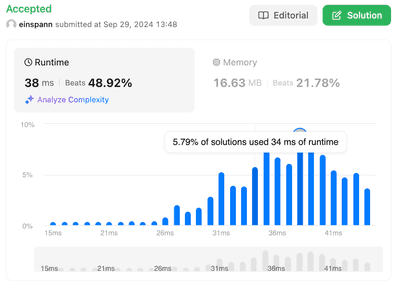 Accepted
einspann submitted at Sep 29, 2024 13:48
Editorial
Solution
Runtime
38 ms | Beats 48.92%
Analyze Complexity
Memory
16.63 MB | Beats 21.78%
10%
5%
0%
5.79% of solutions used 34 ms of runtime
15ms 21ms 26ms 31ms 36ms 41ms
15ms 21ms 26ms 31ms 36ms 41ms